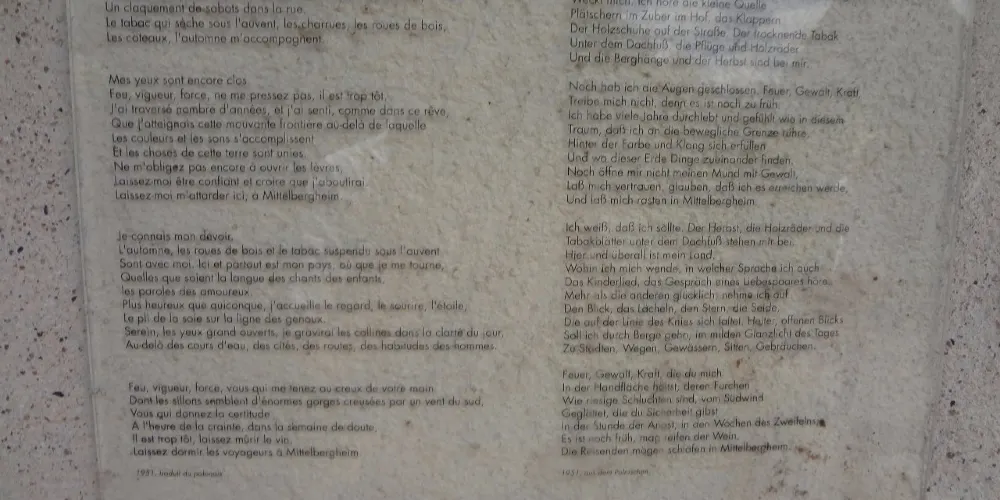 Un claquement de sabots dans la rue.
Le tabac qui sèche sous l'auvent, les charrues, les roues de bois,
Les coteaux, l'automne m'accompagnent.
Mes yeux sont encore clos.
Feu, vigueur, force, ne me pressez pas, il est trop tôt,
J'ai traversé nombre d'années, et j'ai senti, comme dans ce rêve,
Que j'atteignais cette mouvante frontière au-delà de laquelle
Les couleurs et les sons s'accomplissent
Et les choses de cette terre sont unies.
Ne m'obligez pas encore à ouvrir les lèvres,
Laissez-moi être confiant et croire que j'aboutirai
Laissez-moi m'attarder ici, à Mittelbergheim.
Je connais mon devoir.
L'automne, les roues de bois et le tabac suspendu sous l'auvent
Sont avec moi. Ici et partout est mon pays, où que je me tourne,
Quelles que soient la langue des chants des enfants,
les paroles des amoureux.
Plus heureux que quiconque, j'accueille le regard, le sourire, l'étoile,
Le pli de la soie sur la ligne des genoux.
Serein, les yeux grand ouverts, je gravirai les collines dans la clarté du jour,
Au-delà des cours d'eau, des cités, des routes, des habitudes des hommes.
Feu, vigueur, force, vous qui me tenez au creux de votre main
Dont les sillons semblent d'énormes gorges creusées par un vent du sud,
Vous qui donnez la certitude
A l'heure de la crainte, dans la semaine de doute,
Il est trop tôt, laissez mûrir le vin,
Laissez dormir les voyageurs à Mittelbergheim
1951, traduit du polonais
Weckt mich. Ich höre die kleine Quelle
Plätschern im Zuber im Hof, das Klappern
Der Holzschuhe auf der Straße. Der trocknende Tabak
Unter dem Dachfuß, die Pflüge und Holzräder
Und die Berghänge und der Herbst sind bei mir.
Noch hab ich die Augen geschlossen. Feuer, Gewalt, Kraft
Treibe mich nicht, denn es ist noch zu früh.
Ich habe viele Jahre durchlebt und gefühlt wie in diesem
Traum, daß ich an die bewegliche Grenze rühre,
Hinter der Farbe und Klang sich erfüllen
Und wo dieser Erde Dinge zueinander finden.
Noch öffne mir nicht meinen Mund mit Gewalt,
Laß mich vertrauen, glauben, daß ich es erreichen werde,
Und laß mich rasten in Mittelbergheim.
Ich weiß, daß ich sollte. Der Herbst, die Holzräder und die
Tabakblätter unter dem Dachfuß stehen mit bei.
Hier und überall ist mein Land,
Wohin ich mich wende, in welcher Sprache ich auch
Das Kinderlied, das Gespräch eines Liebespaares höre.
Mehr als die anderen glücklich nehme ich auf
Den Blick, das Lächeln, den Stern, die Seide,
Die auf der Linie des Knies sich faltet. Heiter, offenen Blicks
Soll ich durch Berge gehn, im milden Glanzlicht des Tages
Zu Städten, Wegen, Gewässern, Sitten, Gebräuchen.
Feuer, Gewalt, Kraft, die du mich
In der Handfläche hältst, deren Furchen
Wie riesige Schluchten sind, vom Südwind
Geglättet, die du Sicherheit gibst
In der Stunde der Angst, in den Wochen des Zweifelns,
Es ist noch früh, mag reifen der Wein,
Die Reisenden mögen schlafen in Mittelbergheim.
1951, aus dem Polnischen